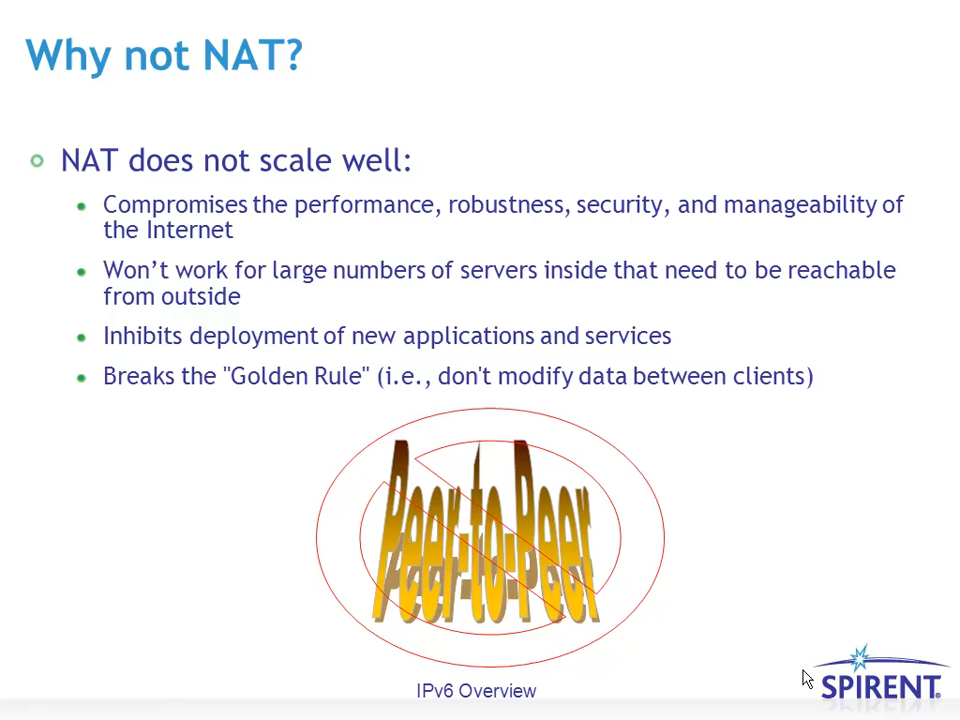 Why not NAT?
NAT does not scale well:
Compromises the performance, robustness, security, and manageability of
the Internet
Won’t work for large numbers of servers inside that need to be reachable
from outside
Inhibits deployment of new applications and services
Breaks the "Golden Rule" (i.e., don't modify data between clients)
Peer-to-Peer
IPv6 Overview
SPIRENT®